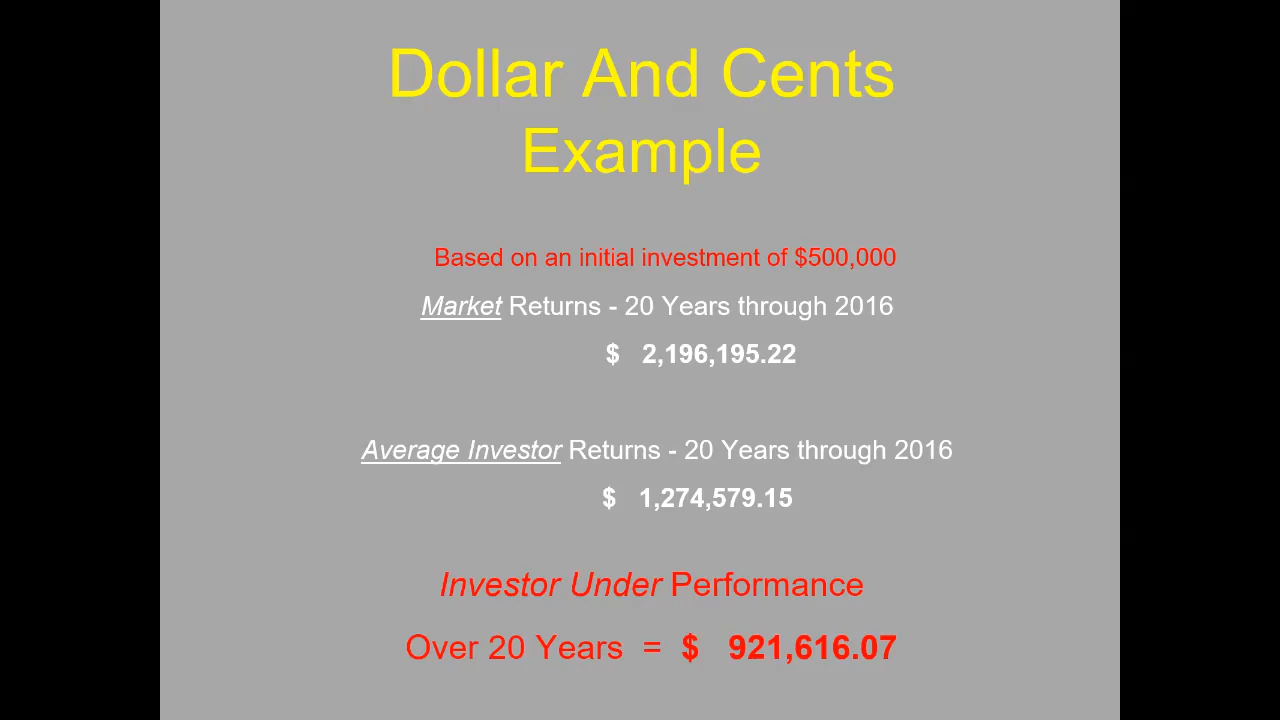 Dollar And Cents
Example
Based on an initial investment of $500,000
Market Returns - 20 Years through 2016
$ 2,196,195.22
Average Investor Returns - 20 Years through 2016
$ 1,274,579.15
Investor Under Performance
Over 20 Years = $ 921,616.07